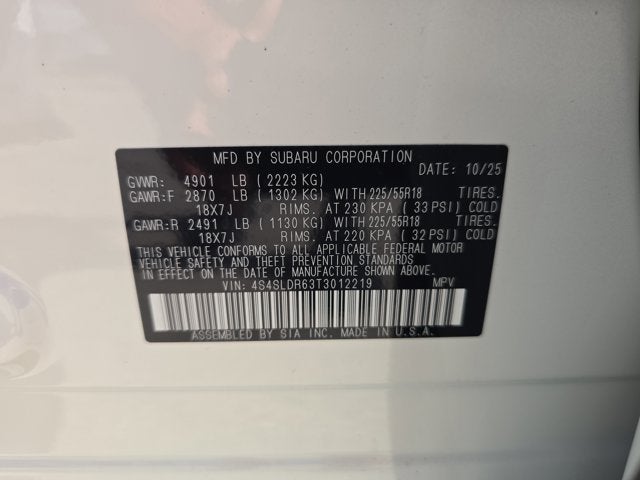 MFD BY SUBARU CORPORATION
DATE: 10/25
GVWR: 4901 LB ( 2223 KG)
GAWR:F 2870 LB ( 1302 KG) WITH 225/55R18 TIRES.
18X7J RIMS. AT 230 KPA ( 33 PSI) COLD
GAWR:R 2491 LB ( 1130 KG) WITH 225/55R18 TIRES.
18X7J RIMS. AT 220 KPA ( 32 PSI) COLD
THIS VEHICLE CONFORMS TO ALL APPLICABLE FEDERAL MOTOR
VEHICLE SAFETY AND THEFT PREVENTION STANDARDS
IN EFFECT ON THE DATE OF MANUFACTURE SHOWN ABOVE.
VIN: 4S4SLDR63T3012219 MPV
ASSEMBLED BY SIA INC. MADE IN U.S.A.